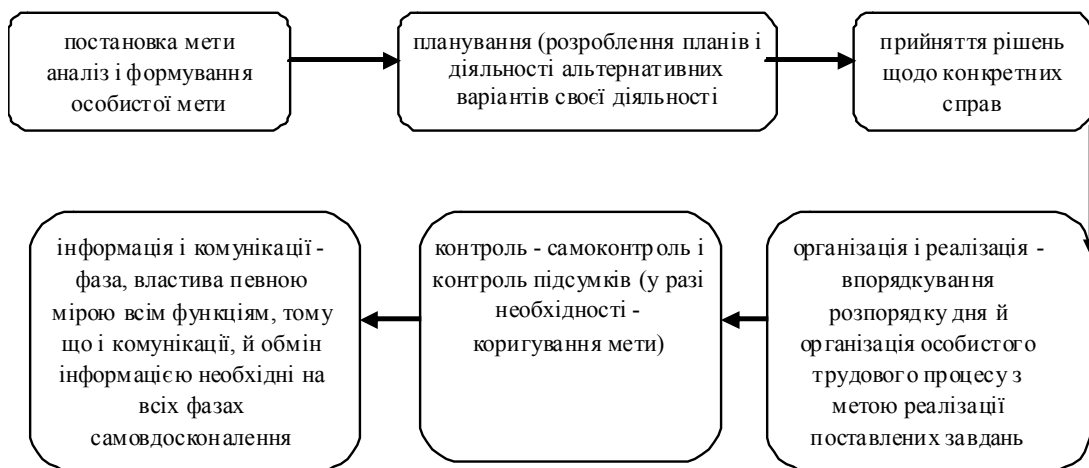 постановка мети
аналіз і формування
особистої мети
планування (розроблення планів і
діяльності альтернативних
варіантів своєї діяльності
прийняття рішень
щодо конкретних
справ
організація і реалізація -
впорядкування
розпорядку дня й
організація особистого
трудового процесу з
метою реалізації
поставлених завдань
контроль - самоконтроль і
контроль підсумків (у разі
необхідності -
коригування мети)
інформація і комунікації -
фаза, властива певною
мірою всім функціям, тому
що і комунікації, й обмін
інформацією необхідні на
всіх фазах
самовдосконалення